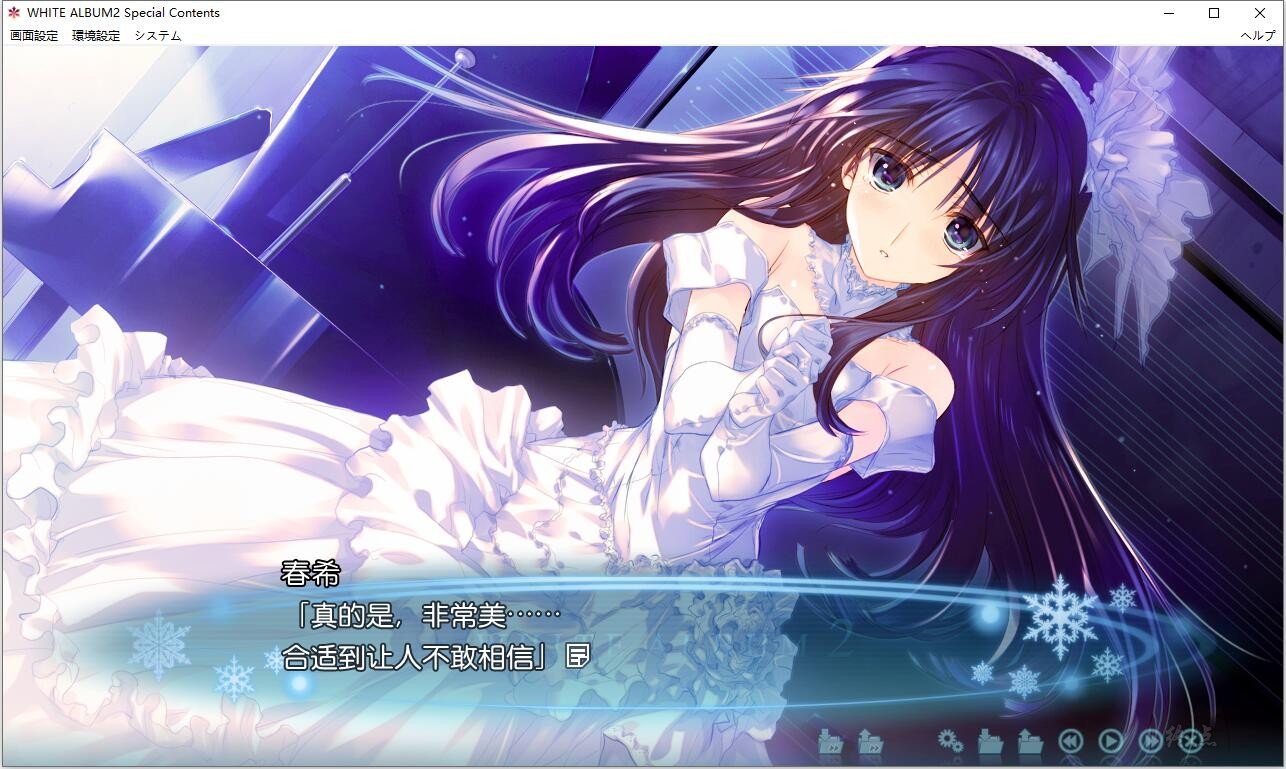 WHITE ALBUM2 Special Contents
画面設定 環境設定 システム ヘルプ
春希
「真的是，非常美……
合适到让人不敢相信」